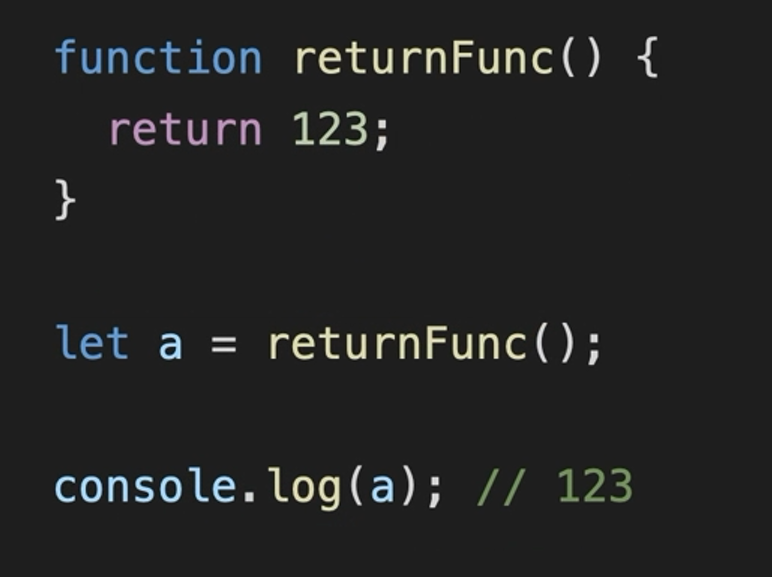 function returnFunc() {
  return 123;
}
let a = returnFunc();
console.log(a); // 123